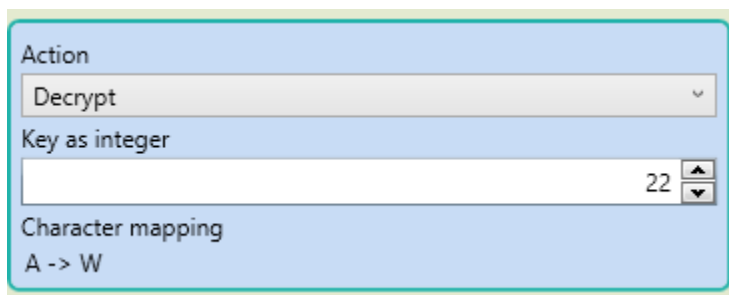 Action
Decrypt
Key as integer
22
Character mapping
A -> W